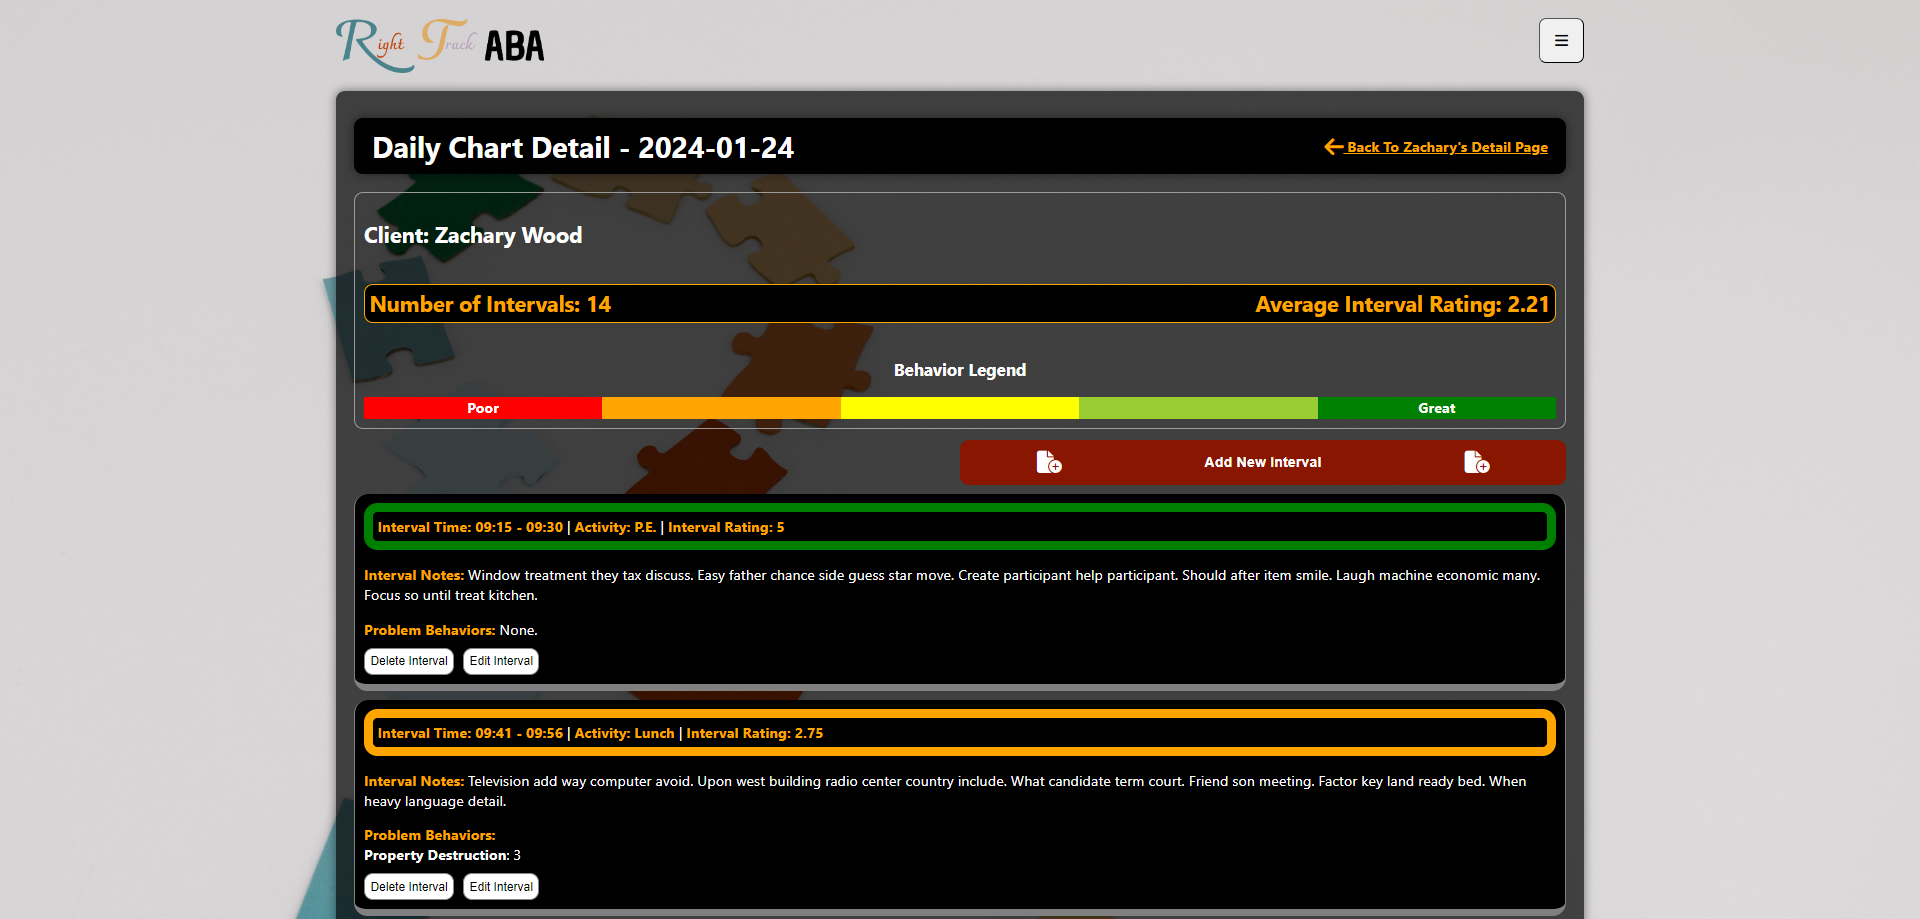 Right Track ABA
Daily Chart Detail - 2024-01-24
Back To Zachary's Detail Page
Client: Zachary Wood
Number of Intervals: 14
Average Interval Rating: 2.21
Behavior Legend
Poor
Great
Add New Interval
Interval Time: 09:15 - 09:30 | Activity: P.E. | Interval Rating: 5
Interval Notes: Window treatment they tax discuss. Easy father chance side guess star move. Create participant help participant. Should after item smile. Laugh machine economic many.
Focus so until treat kitchen.
Problem Behaviors: None.
Delete Interval Edit Interval
Interval Time: 09:41 - 09:56 | Activity: Lunch | Interval Rating: 2.75
Interval Notes: Television add way computer avoid. Upon west building radio center country include. What candidate term court. Friend son meeting. Factor key land ready bed. When
heavy language detail.
Problem Behaviors:
Property Destruction: 3
Delete Interval Edit Interval